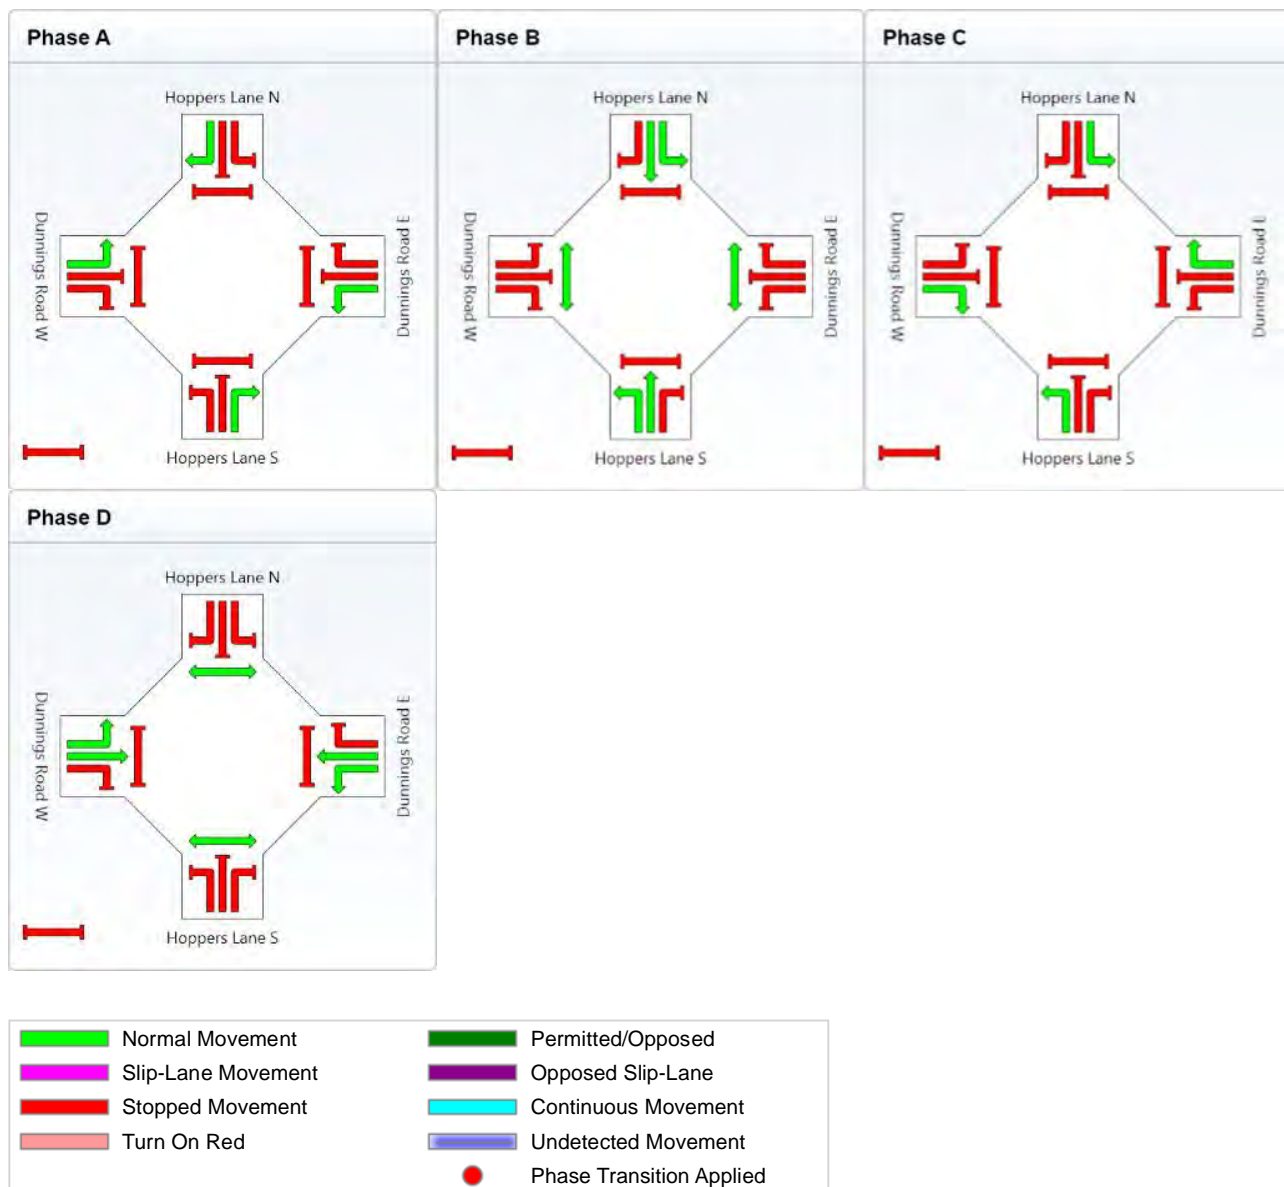 Phase A
Hoppers Lane N
Dunnings Road W
Dunnings Road E
Hoppers Lane S
Phase B
Hoppers Lane N
Dunnings Road W
Dunnings Road E
Hoppers Lane S
Phase C
Hoppers Lane N
Dunnings Road W
Dunnings Road E
Hoppers Lane S
Phase D
Hoppers Lane N
Dunnings Road W
Dunnings Road E
Hoppers Lane S
Normal Movement
Permitted/Opposed
Slip-Lane Movement
Opposed Slip-Lane
Stopped Movement
Continuous Movement
Turn On Red
Undetected Movement
Phase Transition Applied